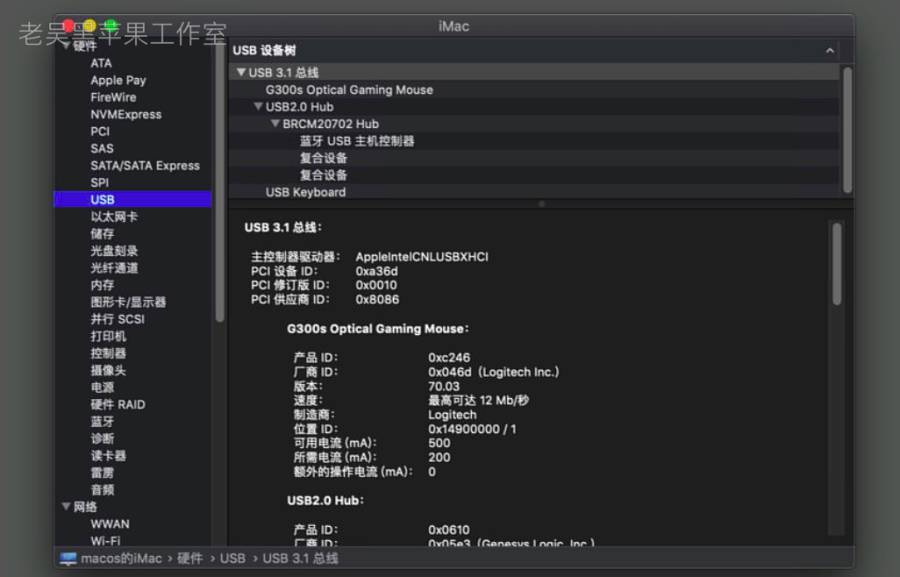 老吴黑苹果工作室
iMac
硬件
ATA
Apple Pay
FireWire
NVMExpress
PCI
SAS
SATA/SATA Express
SPI
USB
以太网卡
储存
光盘刻录
光纤通道
内存
图形卡/显示器
并行 SCSI
打印机
控制器
摄像头
电源
硬件 RAID
蓝牙
诊断
读卡器
雷雳
音频
网络
WWAN
Wi-Fi
USB 设备树
USB 3.1 总线
G300s Optical Gaming Mouse
USB2.0 Hub
BRCM20702 Hub
蓝牙 USB 主机控制器
复合设备
复合设备
USB Keyboard
USB 3.1 总线:
主控制器驱动器: AppleIntelCNLUSBXHCI
PCI 设备 ID: 0xa36d
PCI 修订版 ID: 0x0010
PCI 供应商 ID: 0x8086
G300s Optical Gaming Mouse:
产品 ID: 0xc246
厂商 ID: 0x046d (Logitech Inc.)
版本: 70.03
速度: 最高可达 12 Mb/秒
制造商: Logitech
位置 ID: 0x14900000 / 1
可用电流 (mA): 500
所需电流 (mA): 200
额外的操作电流 (mA): 0
USB2.0 Hub:
产品 ID: 0x0610
厂商 ID: 0x05e3 (Genesys Logic, Inc.)
macos的iMac › 硬件 › USB › USB 3.1 总线